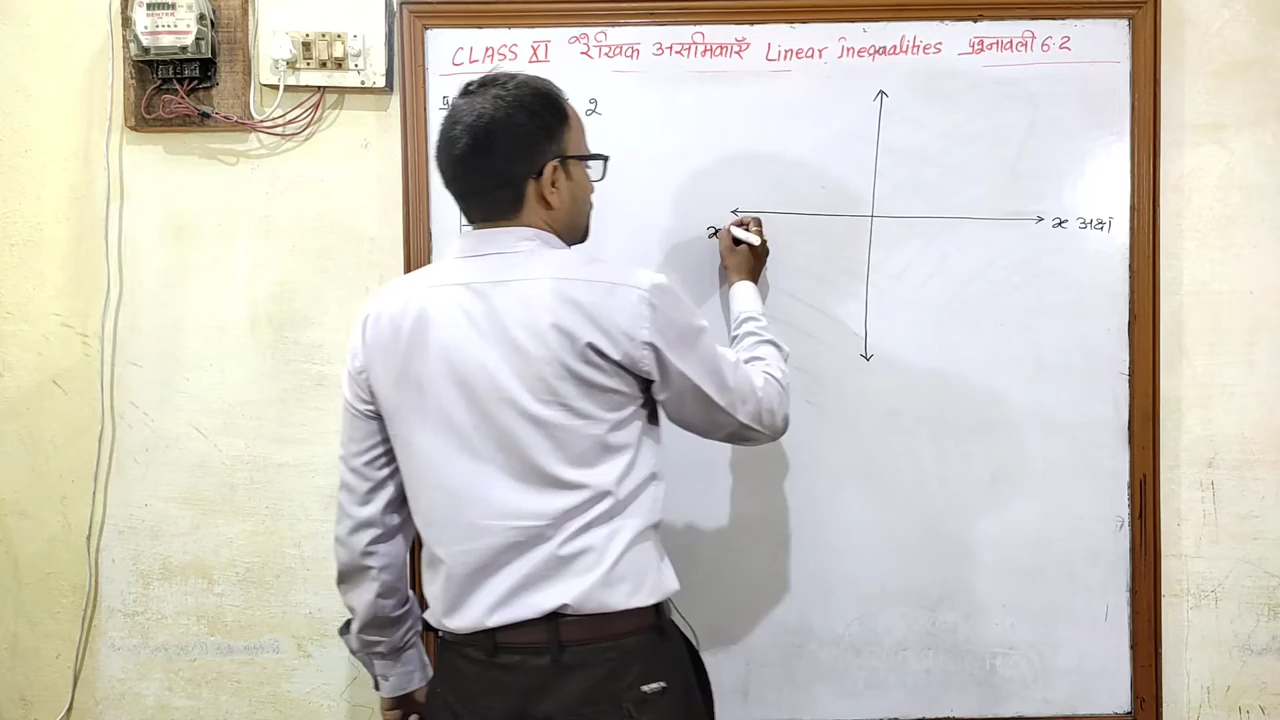 CLASS XI रैखिक असमिकाएँ Linear Inequalities प्रश्नावली 6.2
2
x x अक्ष